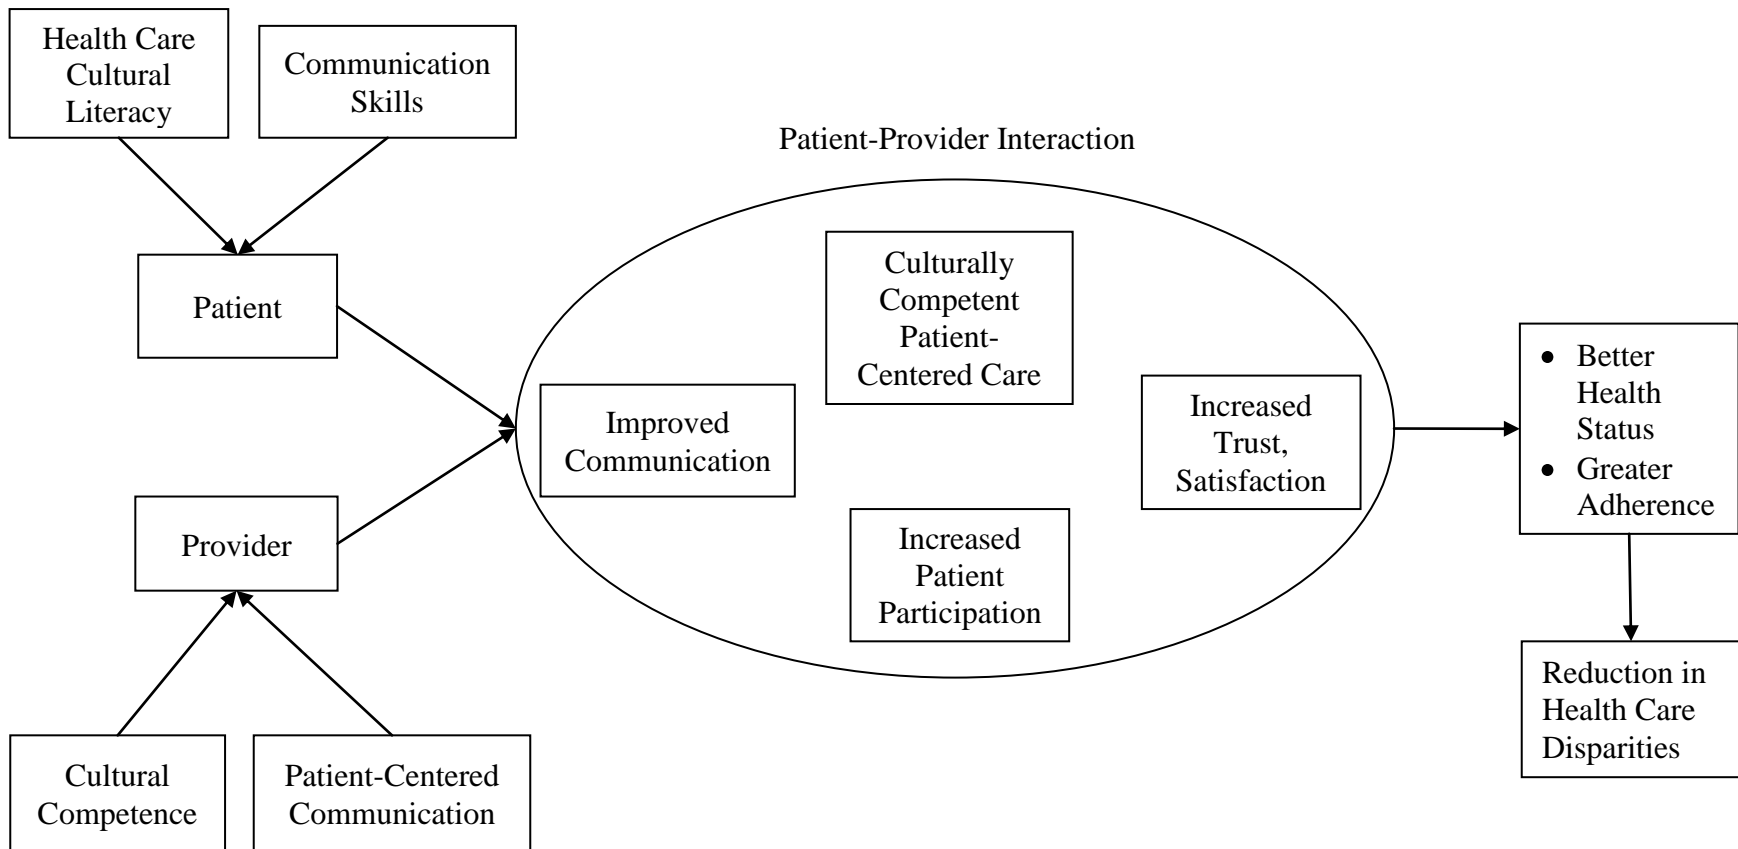 Health Care
Cultural
Literacy
Communication
Skills
Patient-Provider Interaction
Patient
Culturally
Competent
Patient-
Centered Care
Improved
Communication
Increased
Trust,
Satisfaction
• Better
Health
Status
• Greater
Adherence
Provider
Increased
Patient
Participation
Reduction in
Health Care
Disparities
Cultural
Competence
Patient-Centered
Communication